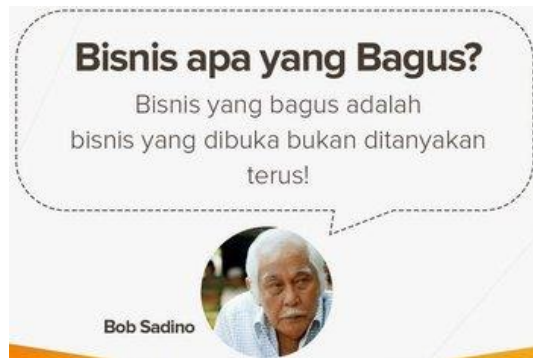 Bisnis apa yang Bagus?
Bisnis yang bagus adalah
bisnis yang dibuka bukan ditanyakan
terus!
Bob Sadino